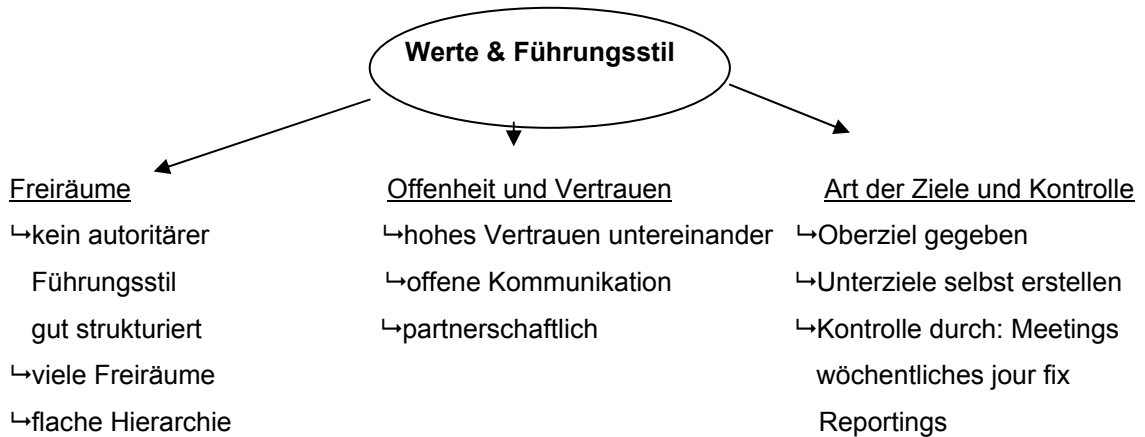 Werte & Führungsstil
Freiräume
↳kein autoritärer
Führungsstil
gut strukturiert
↳viele Freiräume
↳flache Hierarchie
Offenheit und Vertrauen
↳hohes Vertrauen untereinander
↳offene Kommunikation
↳partnerschaftlich
Art der Ziele und Kontrolle
↳Oberziel gegeben
↳Unterziele selbst erstellen
↳Kontrolle durch: Meetings
wöchentliches jour fix
Reportings